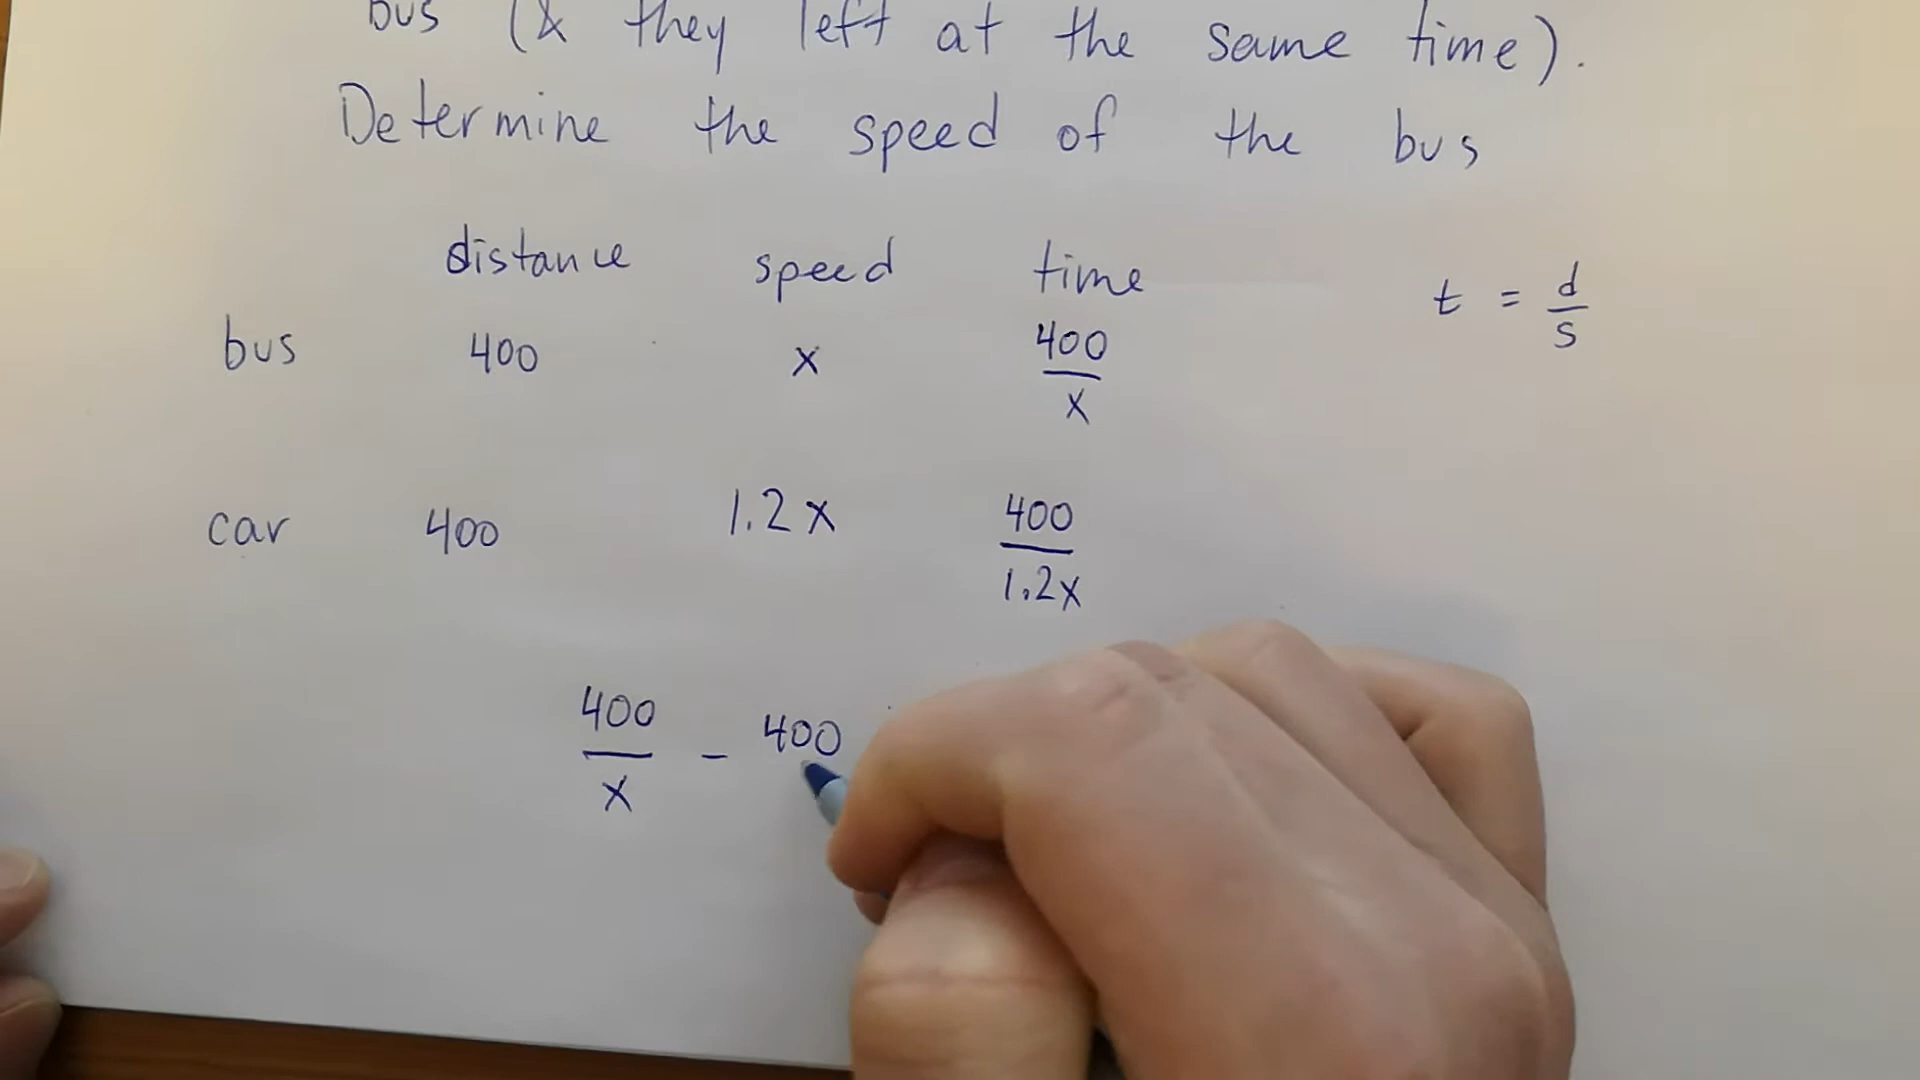 bus (& they left at the same time).
Determine the speed of the bus
distance speed time
t = d/s
bus 400 x 400/x
car 400 1.2x 400/1.2x
400/x - 400